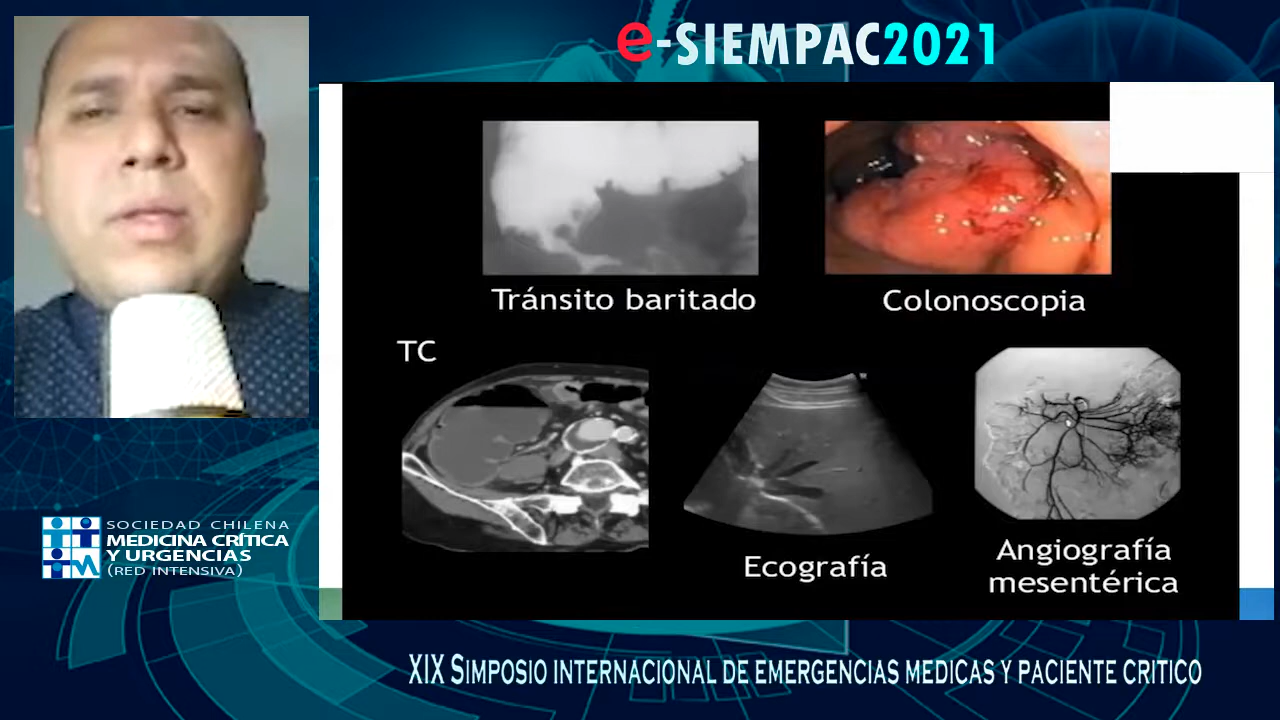 e-SIEMPAC2021
Tránsito baritado
Colonoscopia
TC
Ecografía
Angiografía
mesentérica
SOCIEDAD CHILENA
MEDICINA CRÍTICA
Y URGENCIAS
(RED INTENSIVA)
XIX SIMPOSIO INTERNACIONAL DE EMERGENCIAS MEDICAS Y PACIENTE CRITICO